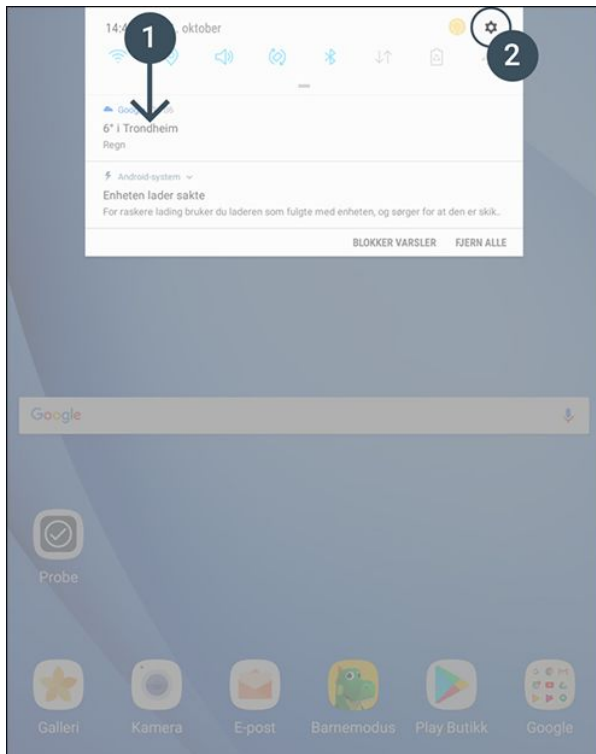 1
oktober
2
6° i Trondheim
Regn
Android-system
Enheten lader sakte
For raskere lading bruker du laderen som fulgte med enheten, og sørger for at den er skik..
BLOKKER VARSLER FJERN ALLE
Google
Probe
Galleri Kamera E-post Barnemodus Play Butikk Google